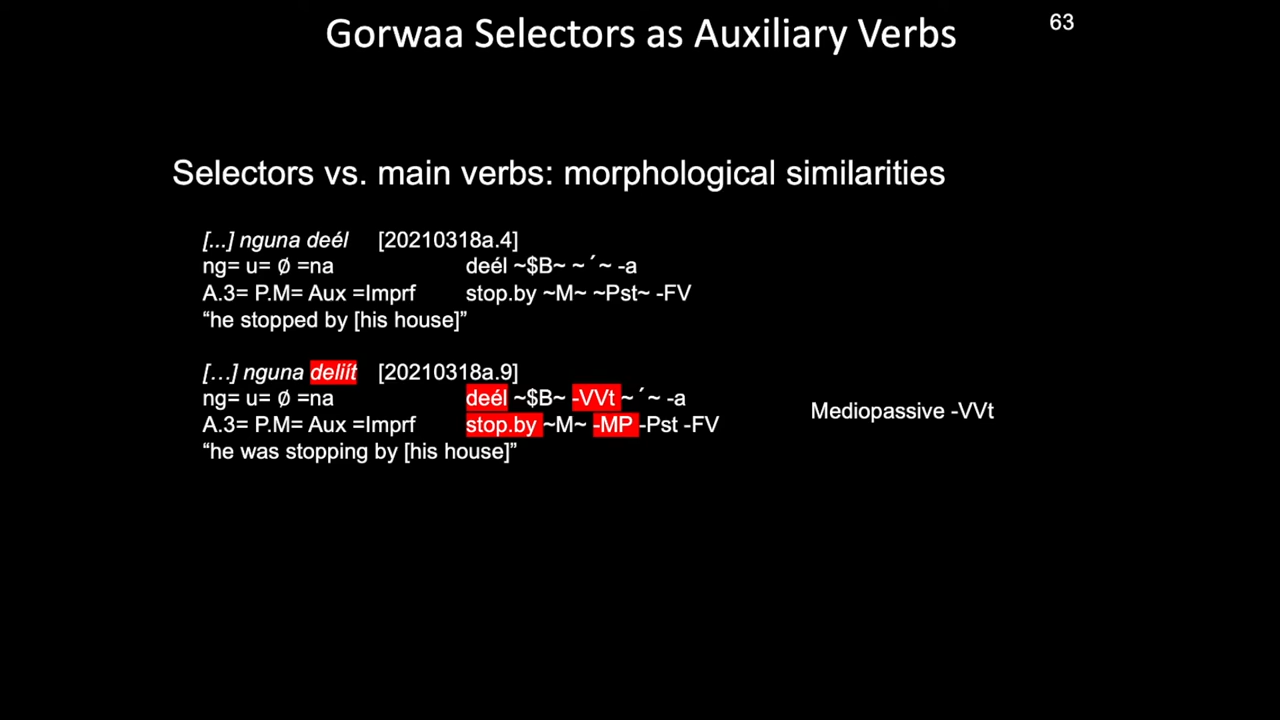 Gorwaa Selectors as Auxiliary Verbs
63
Selectors vs. main verbs: morphological similarities
[...] nguna deél [20210318a.4]
ng= u= ∅ =na deél ~$B~ ~ ́ ~ -a
A.3= P.M= Aux =Imprf stop.by ~M~ ~Pst~ -FV
“he stopped by [his house]”
[…] nguna deliít [20210318a.9]
ng= u= ∅ =na deél ~$B~ -VVt ~ ́ ~ -a
A.3= P.M= Aux =Imprf stop.by ~M~ -MP -Pst -FV
“he was stopping by [his house]”
Mediopassive -VVt